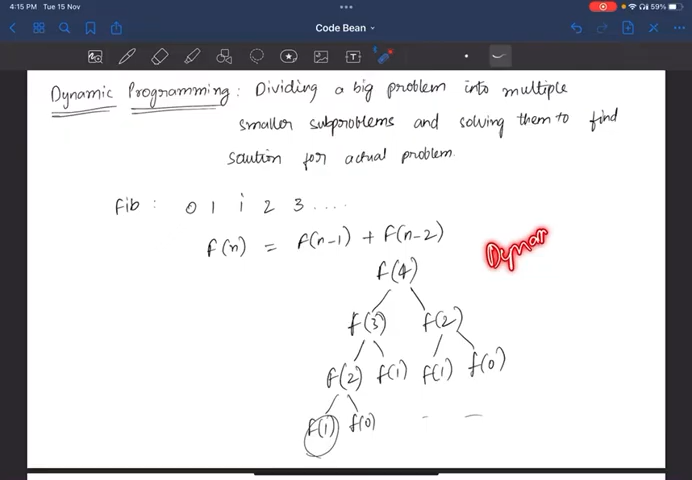 4:15 PM Tue 15 Nov
59%
Code Bean
Dynamic Programming : Dividing a big problem into multiple
smaller subproblems and solving them to find
saution for actual problem.
Fib : 0 1 1 2 3 ....
f(n) = f(n-1) + f(n-2)
Dynam
f(4)
f(3) f(2)
f(2) f(1) f(1) f(0)
f(1) f(0)